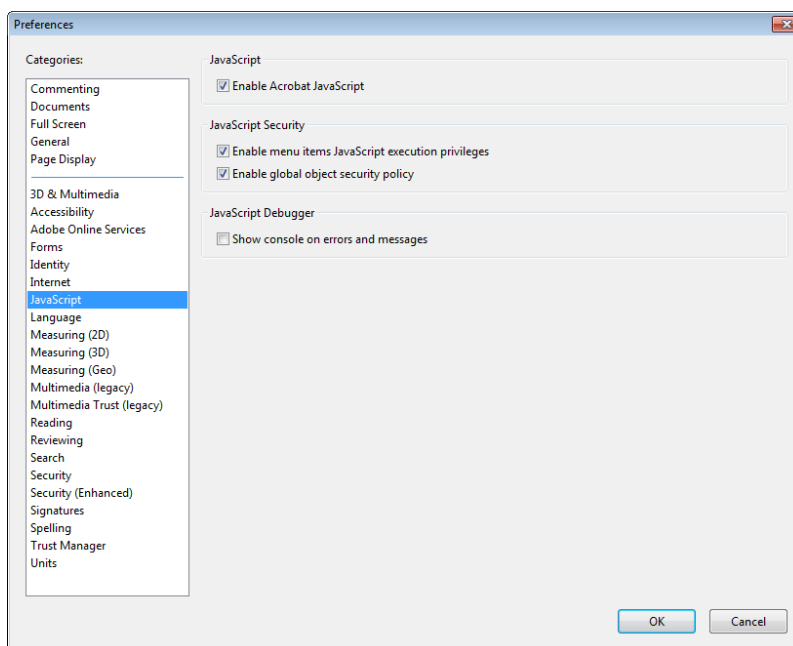 Preferences
Categories:
Commenting
Documents
Full Screen
General
Page Display
3D & Multimedia
Accessibility
Adobe Online Services
Forms
Identity
Internet
JavaScript
Language
Measuring (2D)
Measuring (3D)
Measuring (Geo)
Multimedia (legacy)
Multimedia Trust (legacy)
Reading
Reviewing
Search
Security
Security (Enhanced)
Signatures
Spelling
Trust Manager
Units
JavaScript
Enable Acrobat JavaScript
JavaScript Security
Enable menu items JavaScript execution privileges
Enable global object security policy
JavaScript Debugger
Show console on errors and messages
OK
Cancel